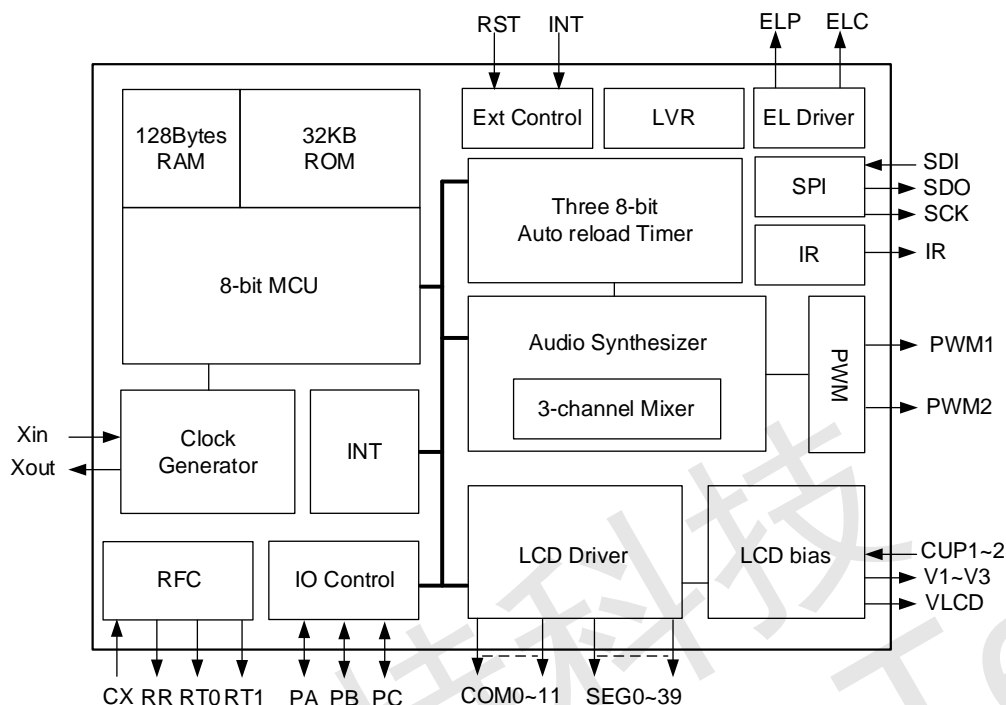 RST INT ELP ELC
128Bytes
RAM
32KB
ROM
Ext Control
LVR
EL Driver
8-bit MCU
Three 8-bit
Auto reload Timer
SPI
SDI
SDO
SCK
IR
IR
Audio Synthesizer
3-channel Mixer
PWM
PWM1
PWM2
Xin
Xout
Clock
Generator
INT
LCD Driver
LCD bias
CUP1~2
V1~V3
VLCD
RFC
IO Control
CX RR RT0 RT1 PA PB PC COM0~11 SEG0~39
科技